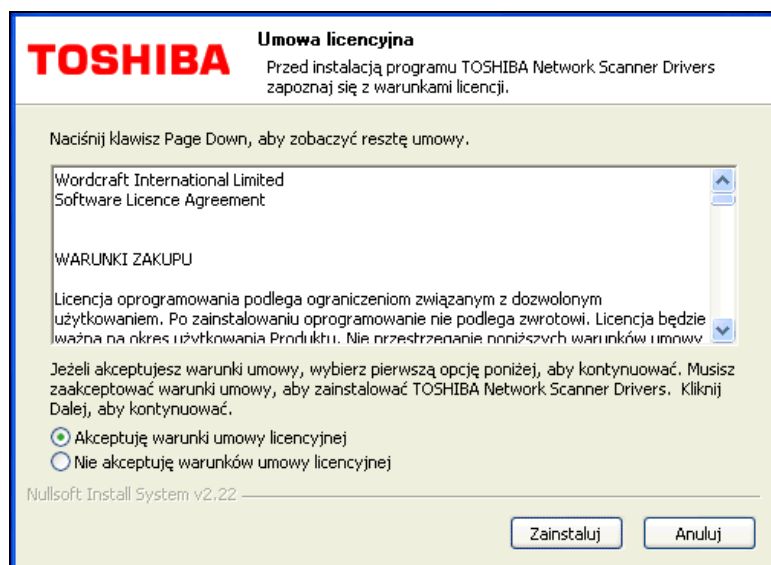 TOSHIBA
Umowa licencyjna
Przed instalacją programu TOSHIBA Network Scanner Drivers
zapoznaj się z warunkami licencji.
Naciśnij klawisz Page Down, aby zobaczyć resztę umowy.
Wordcraft International Limited
Software Licence Agreement
WARUNKI ZAKUPU
Licencja oprogramowania podlega ograniczeniom związanym z dozwolonym
użytkowaniem. Po zainstalowaniu oprogramowanie nie podlega zwrotowi. Licencja będzie
ważna na okres użytkowania Produktu. Nie przestrzeganie poniższych warunków umowy
Jeżeli akceptujesz warunki umowy, wybierz pierwszą opcję poniżej, aby kontynuować. Musisz
zaakceptować warunki umowy, aby zainstalować TOSHIBA Network Scanner Drivers. Kliknij
Dalej, aby kontynuować.
Akceptuję warunki umowy licencyjnej
Nie akceptuję warunków umowy licencyjnej
Nullsoft Install System v2.22
Zainstaluj
Anuluj